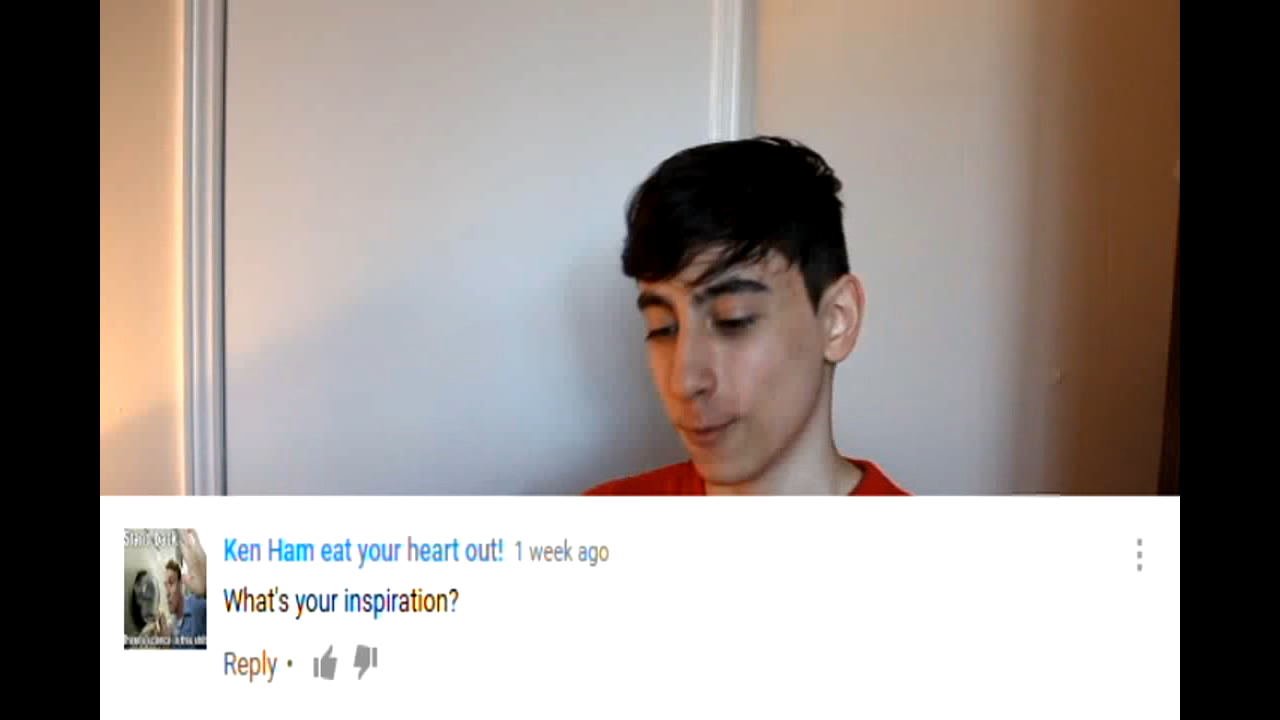 Ken Ham eat your heart out! 1 week ago
What's your inspiration?
Reply •